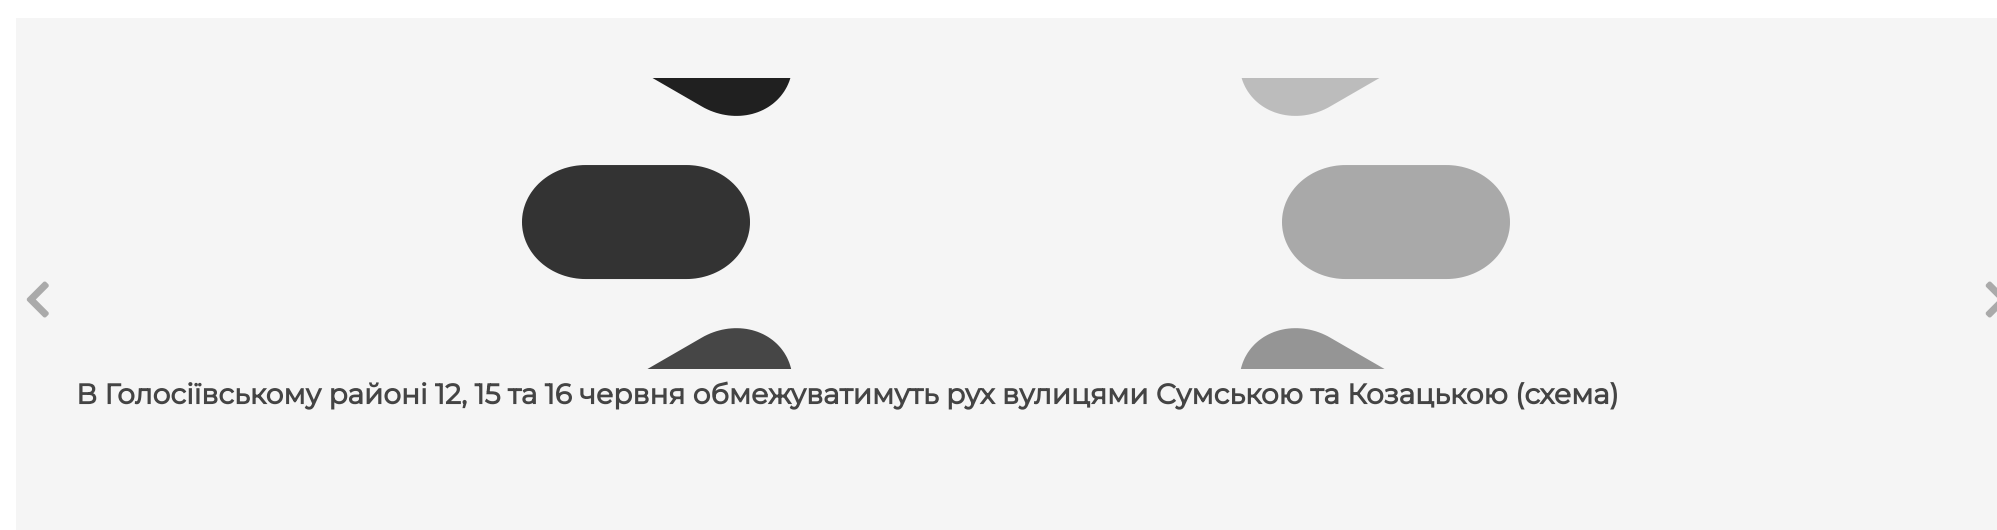 В Голосіївському районі 12, 15 та 16 червня обмежуватимуть рух вулицями Сумською та Козацькою (схема)